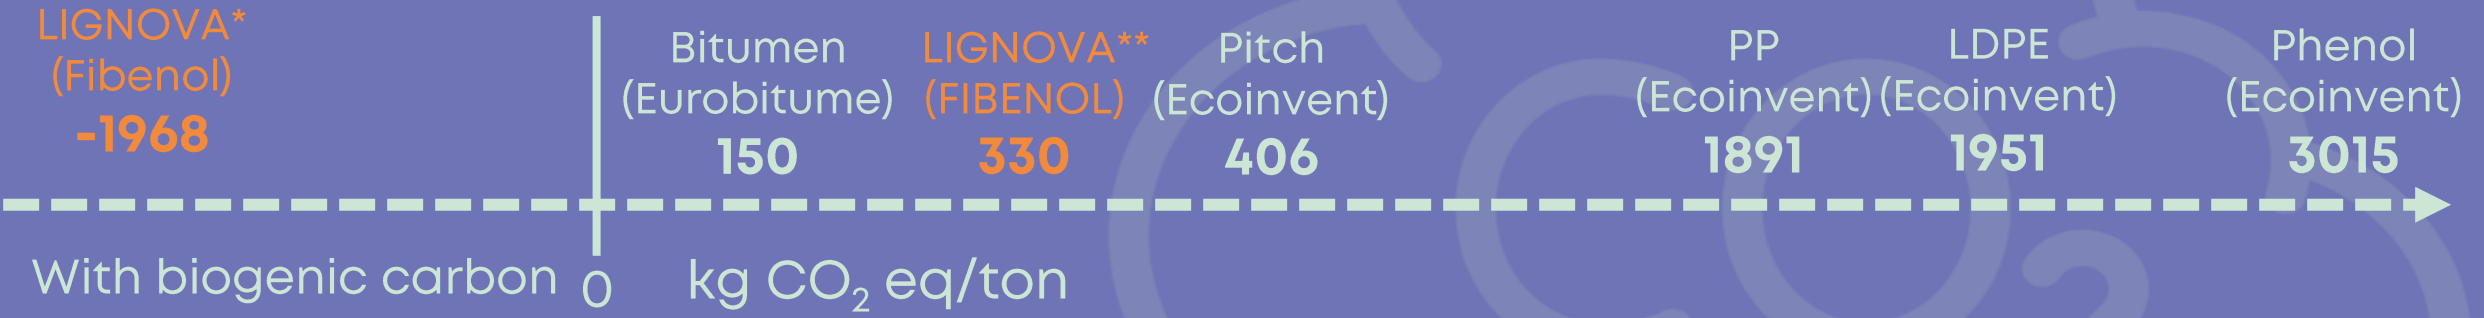 LIGNOVA*
(Fibenol)
-1968
Bitumen
(Eurobitume)
150
LIGNOVA**
(FIBENOL)
330
Pitch
(Ecoinvent)
406
PP
(Ecoinvent)
1891
LDPE
(Ecoinvent)
1951
Phenol
(Ecoinvent)
3015
With biogenic carbon
0
kg CO₂ eq/ton